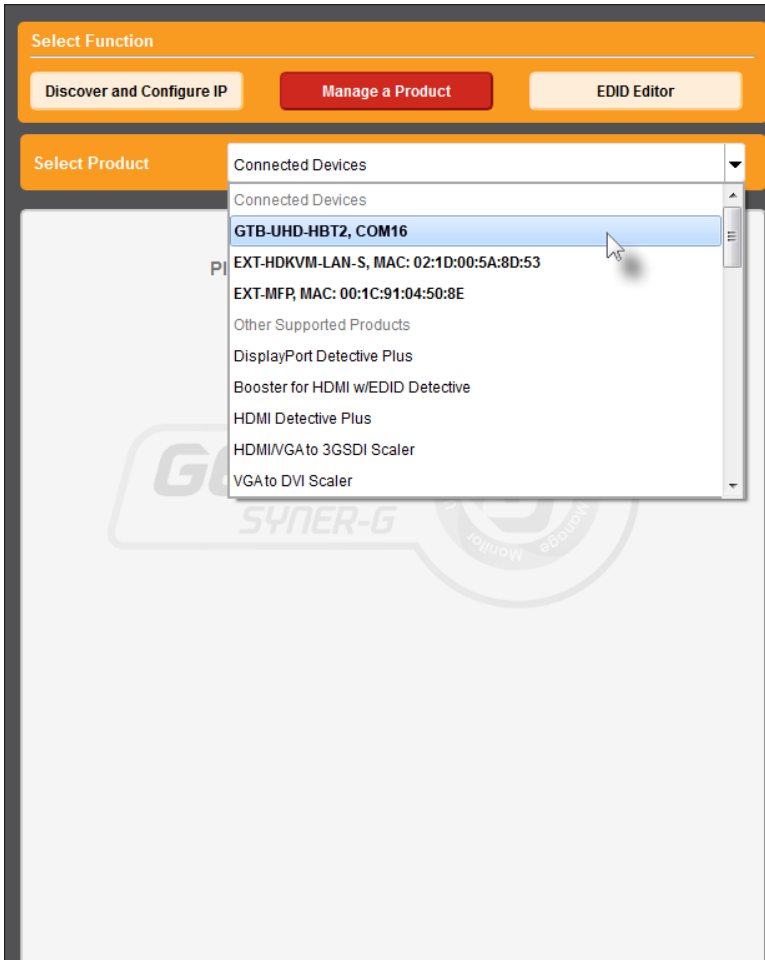 Select Function
Discover and Configure IP Manage a Product EDID Editor
Select Product Connected Devices
Connected Devices
GTB-UHD-HBT2, COM16
EXT-HDKVM-LAN-S, MAC: 02:1D:00:5A:8D:53
EXT-MFP, MAC: 00:1C:91:04:50:8E
Other Supported Products
DisplayPort Detective Plus
Booster for HDMI w/EDID Detective
HDMI Detective Plus
HDMI/VGA to 3GSDI Scaler
VGA to DVI Scaler
SYNER-G
Monitor Manage